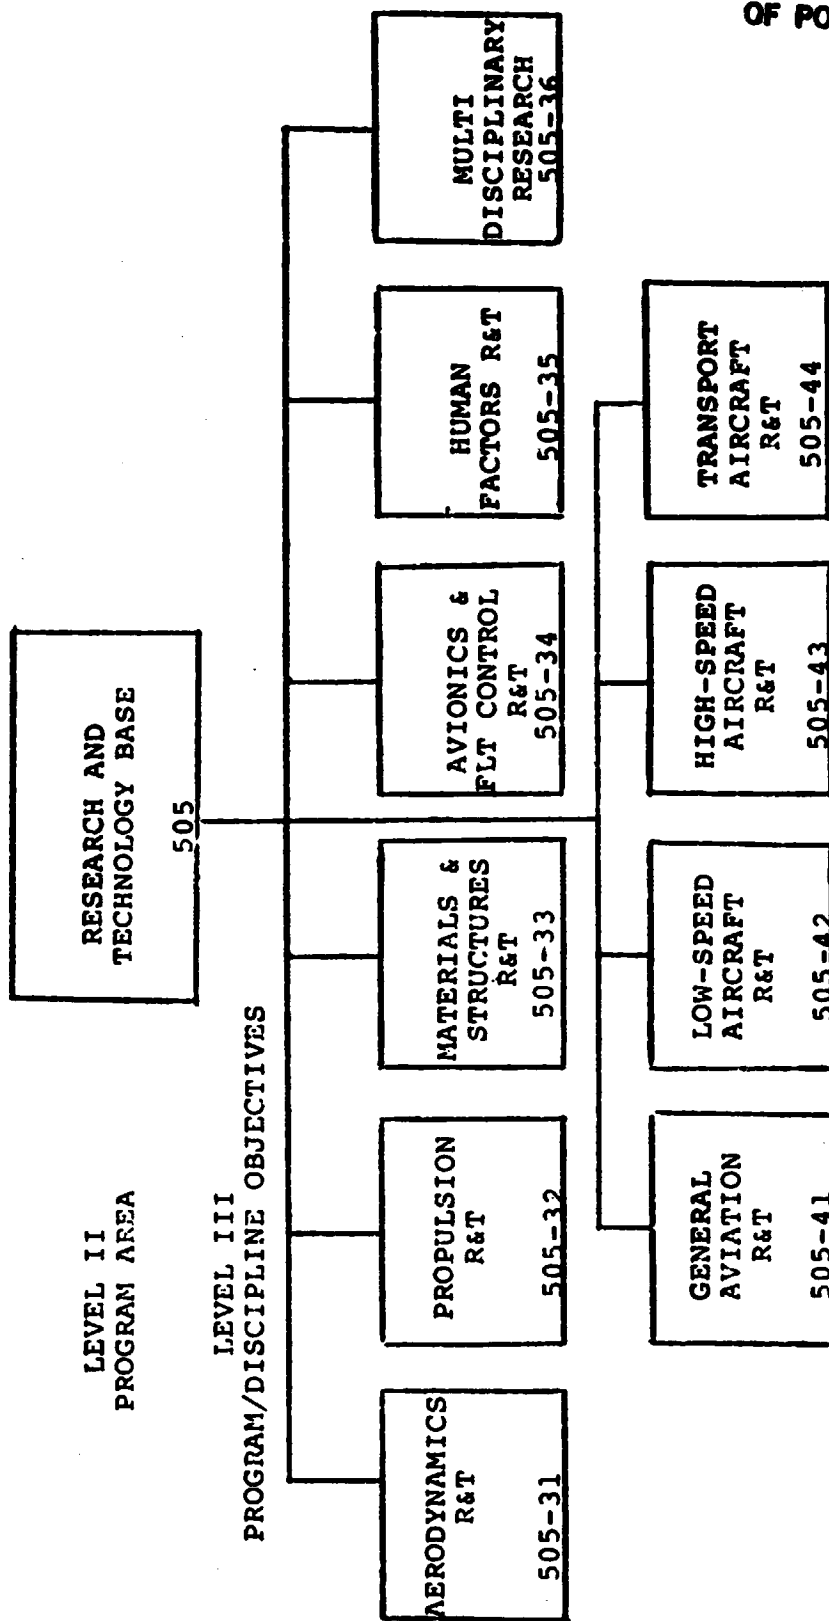 OF PO
LEVEL II
PROGRAM AREA
RESEARCH AND
TECHNOLOGY BASE
505
LEVEL III
PROGRAM/DISCIPLINE OBJECTIVES
AERODYNAMICS
R&T
505-31
PROPULSION
R&T
505-32
MATERIALS &
STRUCTURES
R&T
505-33
AVIONICS &
FLT CONTROL
R&T
505-34
HUMAN
FACTORS R&T
505-35
MULTI
DISCIPLINARY
RESEARCH
505-36
GENERAL
AVIATION
R&T
505-41
LOW-SPEED
AIRCRAFT
R&T
505-42
HIGH-SPEED
AIRCRAFT
R&T
505-43
TRANSPORT
AIRCRAFT
R&T
505-44